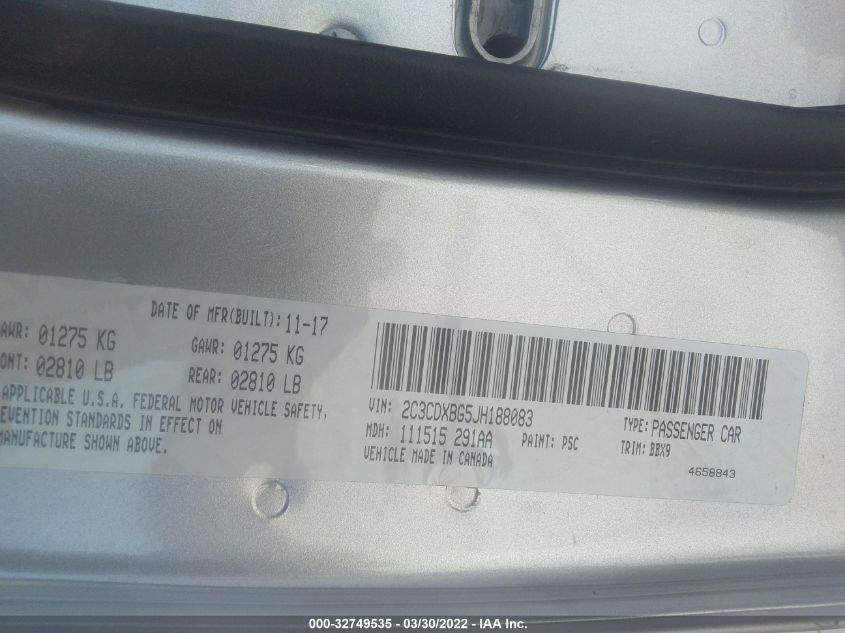 DATE OF MFR(BUILT): 11-17
AWR: 01275 KG GAWR: 01275 KG
ONT: 02810 LB REAR: 02810 LB
APPLICABLE U.S.A. FEDERAL MOTOR VEHICLE SAFETY,
EVENTION STANDARDS IN EFFECT ON
MANUFACTURE SHOWN ABOVE.
VIN: 2C3CDXBG5JH188083 TYPE: PASSENGER CAR
MDH: 111515 291AA PAINT: PSC TRIM: BBX9
VEHICLE MADE IN CANADA 4658843
000-32749535 - 03/30/2022 - IAA Inc.